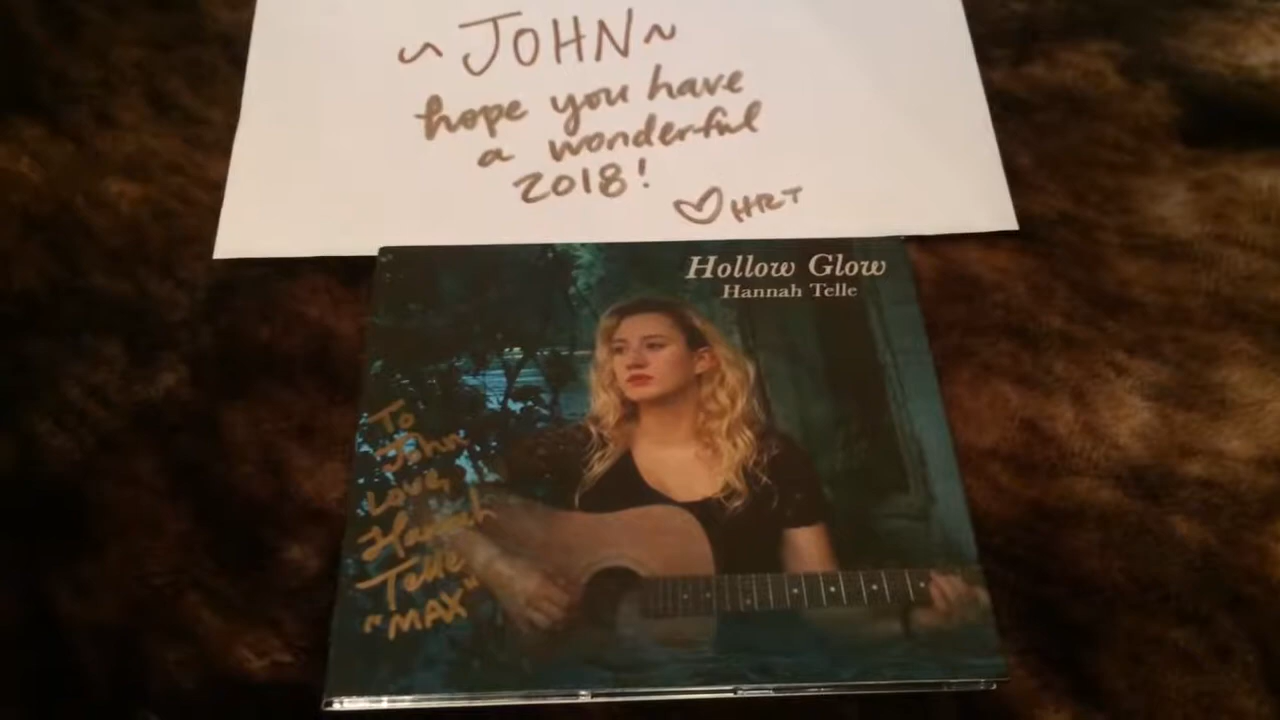 ~JOHN~
hope you have
a wonderful
2018!
♡HRT
Hollow Glow
Hannah Telle
To
John
Love,
Hannah
Telle
"MAX"